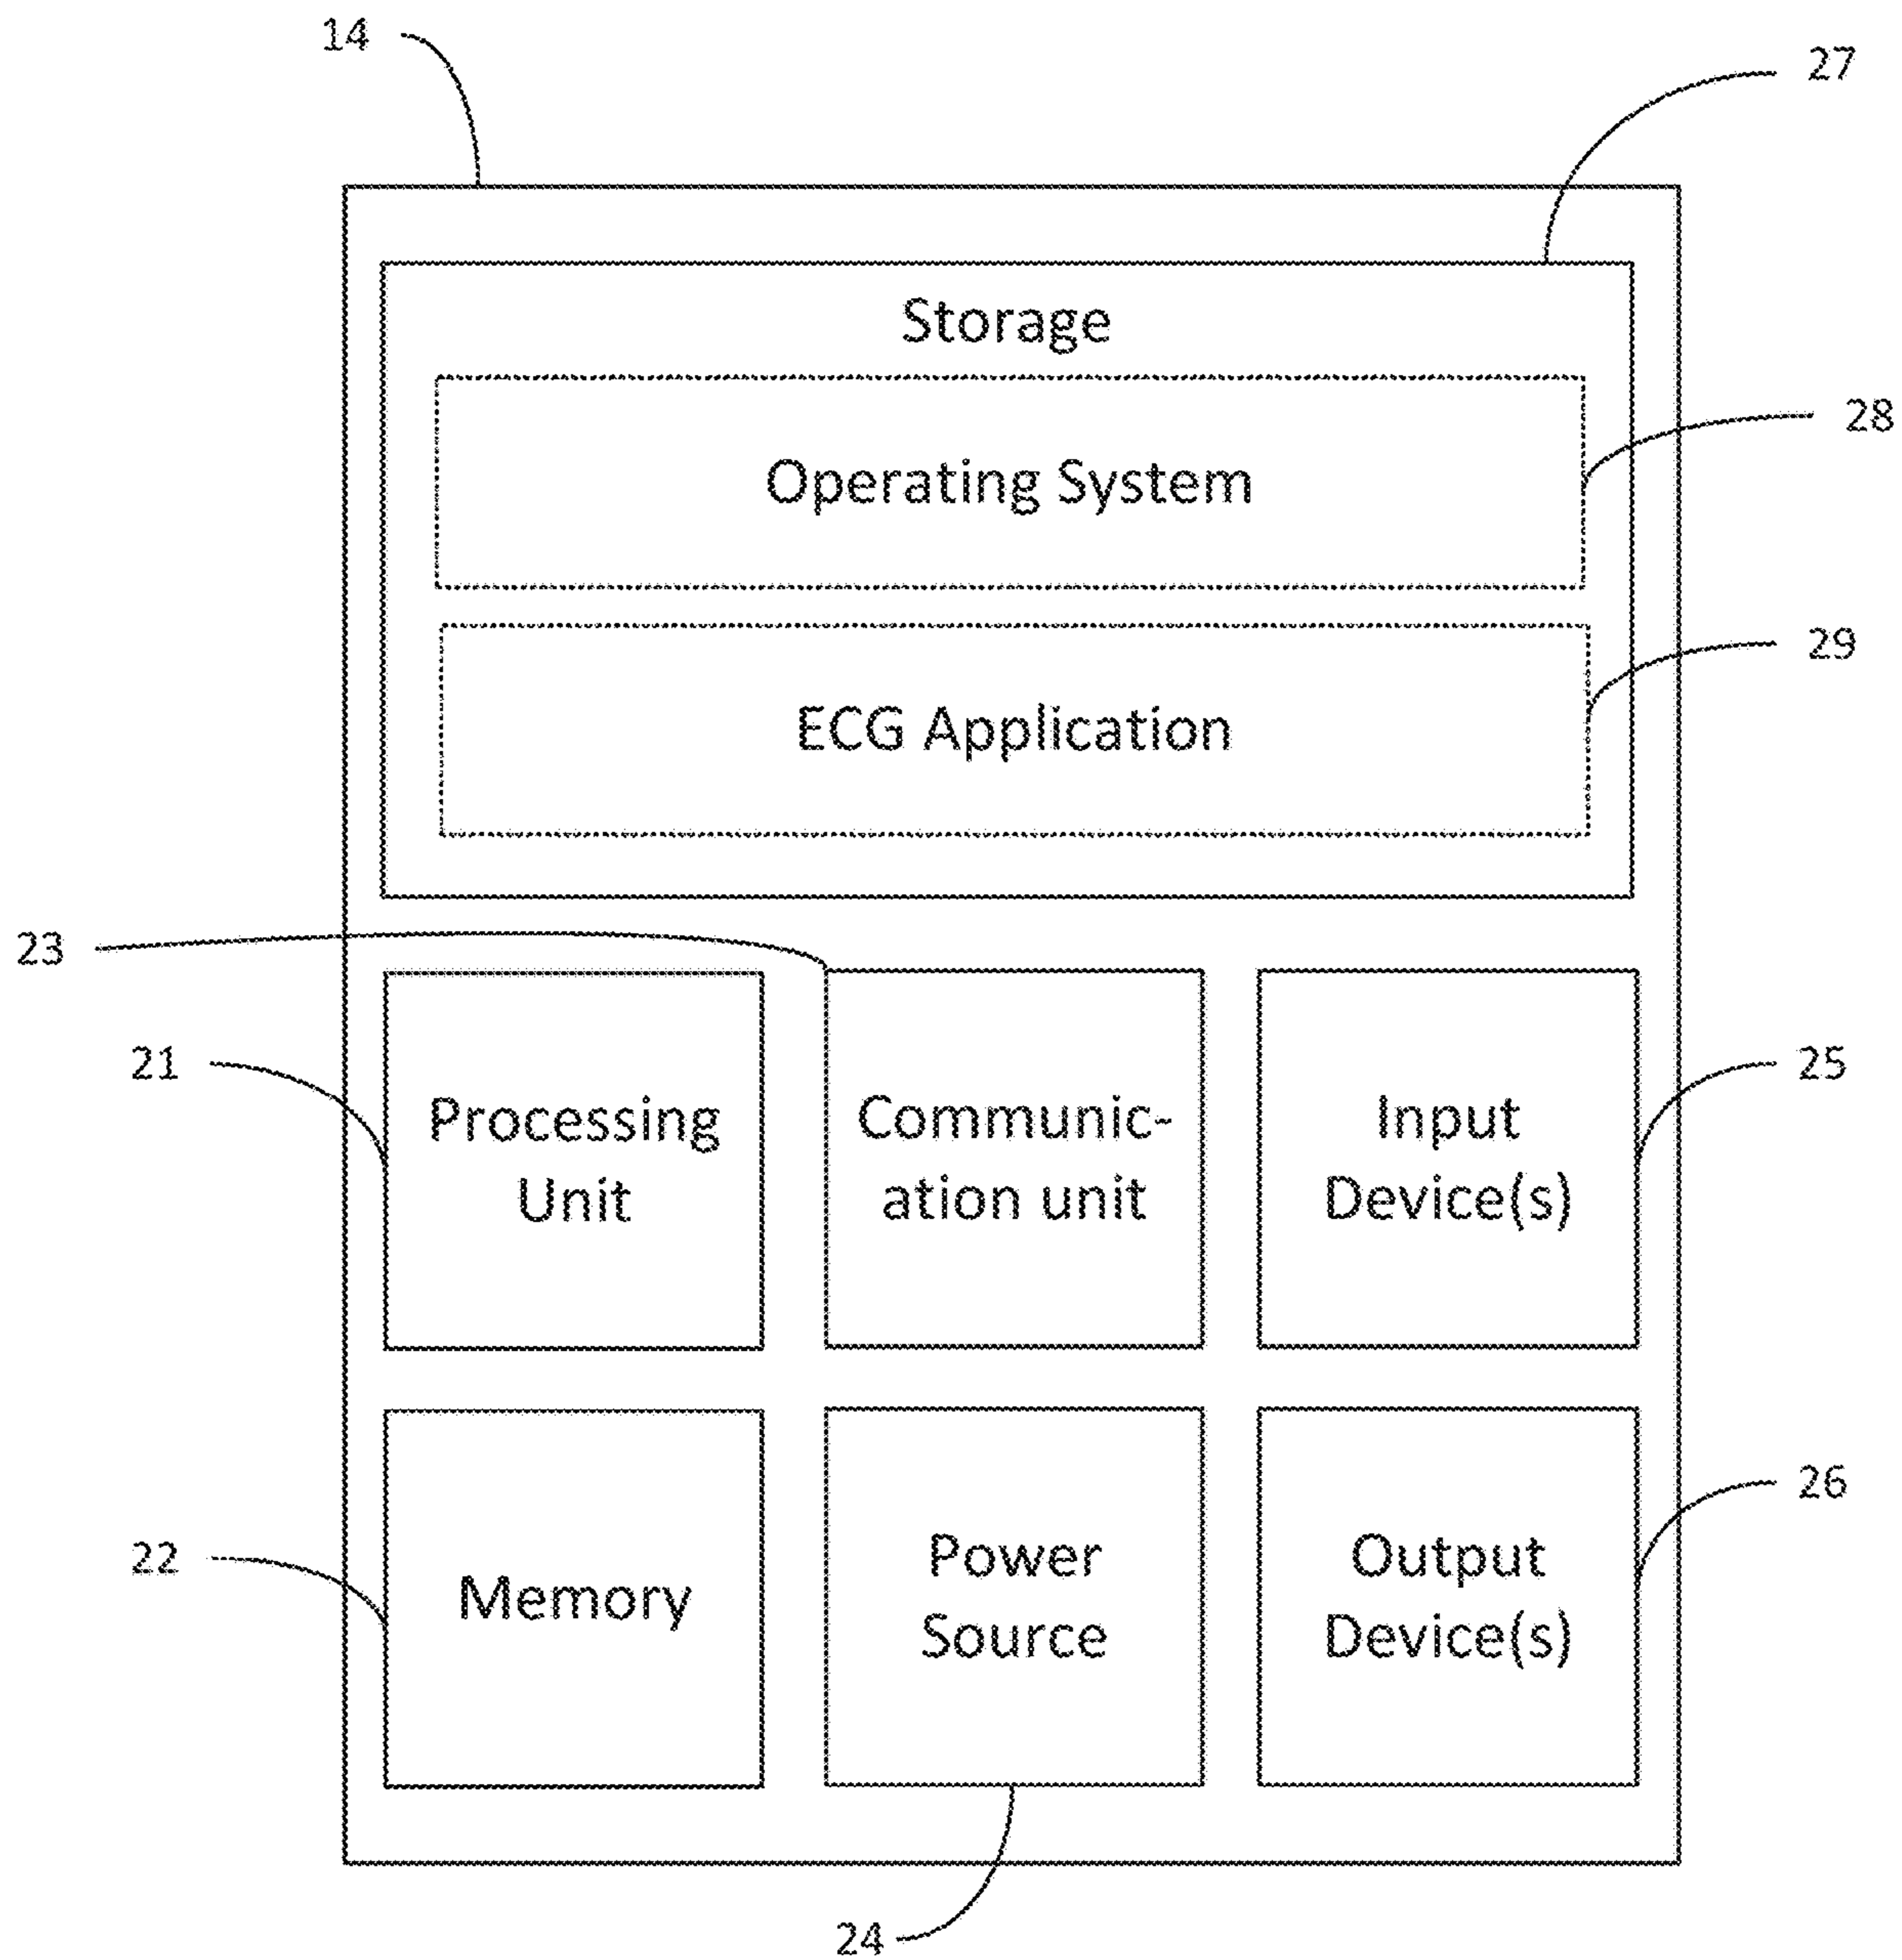 14
27
Storage
28
Operating System
29
ECG Application
23
21
Processing
Unit
Communic-
ation unit
Input
Device(s)
25
22
Memory
Power
Source
Output
Device(s)
26
24